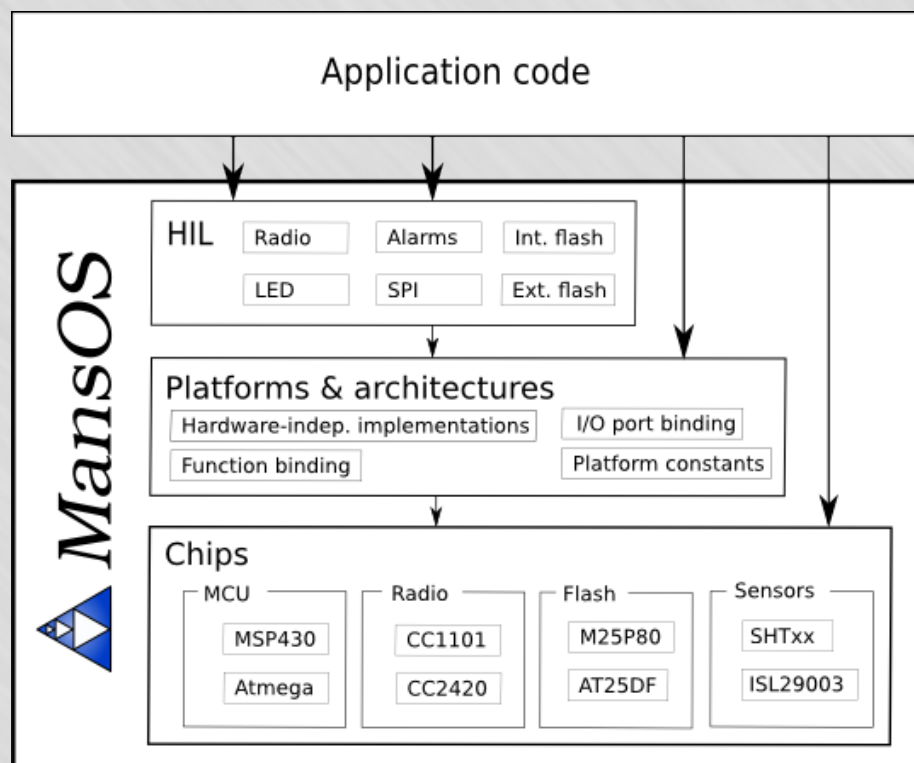 Application code
MansOS
HIL
Radio
Alarms
Int. flash
LED
SPI
Ext. flash
Platforms & architectures
Hardware-indep. implementations
I/O port binding
Function binding
Platform constants
Chips
MCU
MSP430
Atmega
Radio
CC1101
CC2420
Flash
M25P80
AT25DF
Sensors
SHTxx
ISL29003